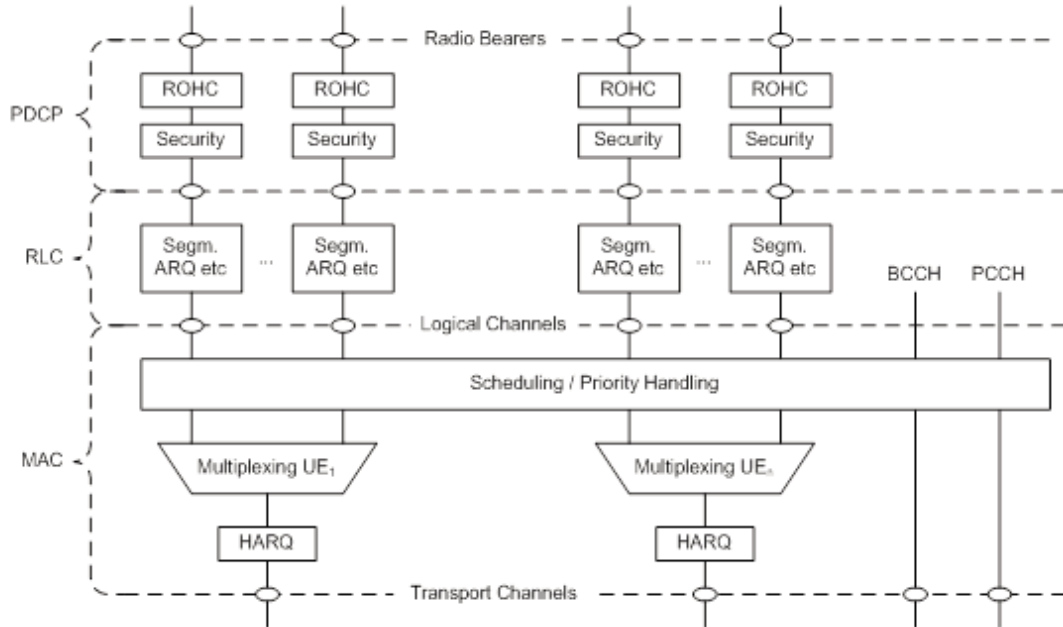 Radio Bearers
ROHC ROHC ROHC ROHC
PDCP
Security Security Security Security
Segm. ARQ etc
...
Segm. ARQ etc
Segm. ARQ etc
...
Segm. ARQ etc
RLC
BCCH PCCH
Logical Channels
Scheduling / Priority Handling
MAC
Multiplexing UE₁ Multiplexing UEₙ
HARQ HARQ
Transport Channels